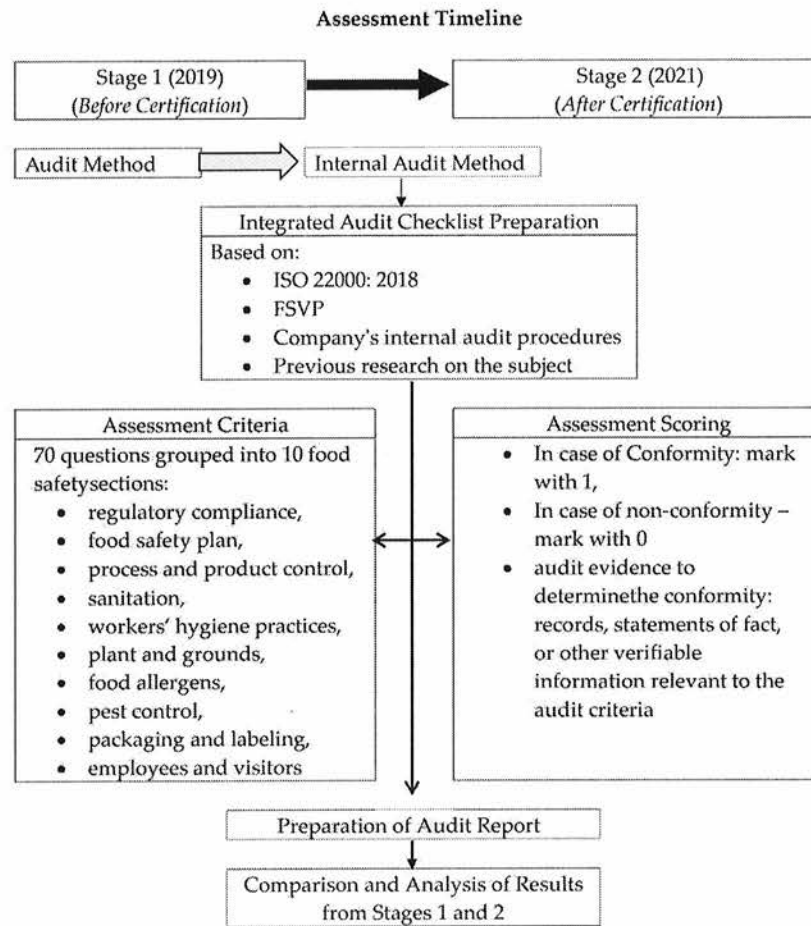 Assessment Timeline
Stage 1 (2019)
(Before Certification)
Stage 2 (2021)
(After Certification)
Audit Method
Internal Audit Method
Integrated Audit Checklist Preparation
Based on:
• ISO 22000: 2018
• FSVP
• Company's internal audit procedures
• Previous research on the subject
Assessment Criteria
70 questions grouped into 10 food
safetysections:
• regulatory compliance,
• food safety plan,
• process and product control,
• sanitation,
• workers' hygiene practices,
• plant and grounds,
• food allergens,
• pest control,
• packaging and labeling,
• employees and visitors
Assessment Scoring
• In case of Conformity: mark
with 1,
• In case of non-conformity –
mark with 0
• audit evidence to
determinethe conformity:
records, statements of fact,
or other verifiable
information relevant to the
audit criteria
Preparation of Audit Report
Comparison and Analysis of Results
from Stages 1 and 2